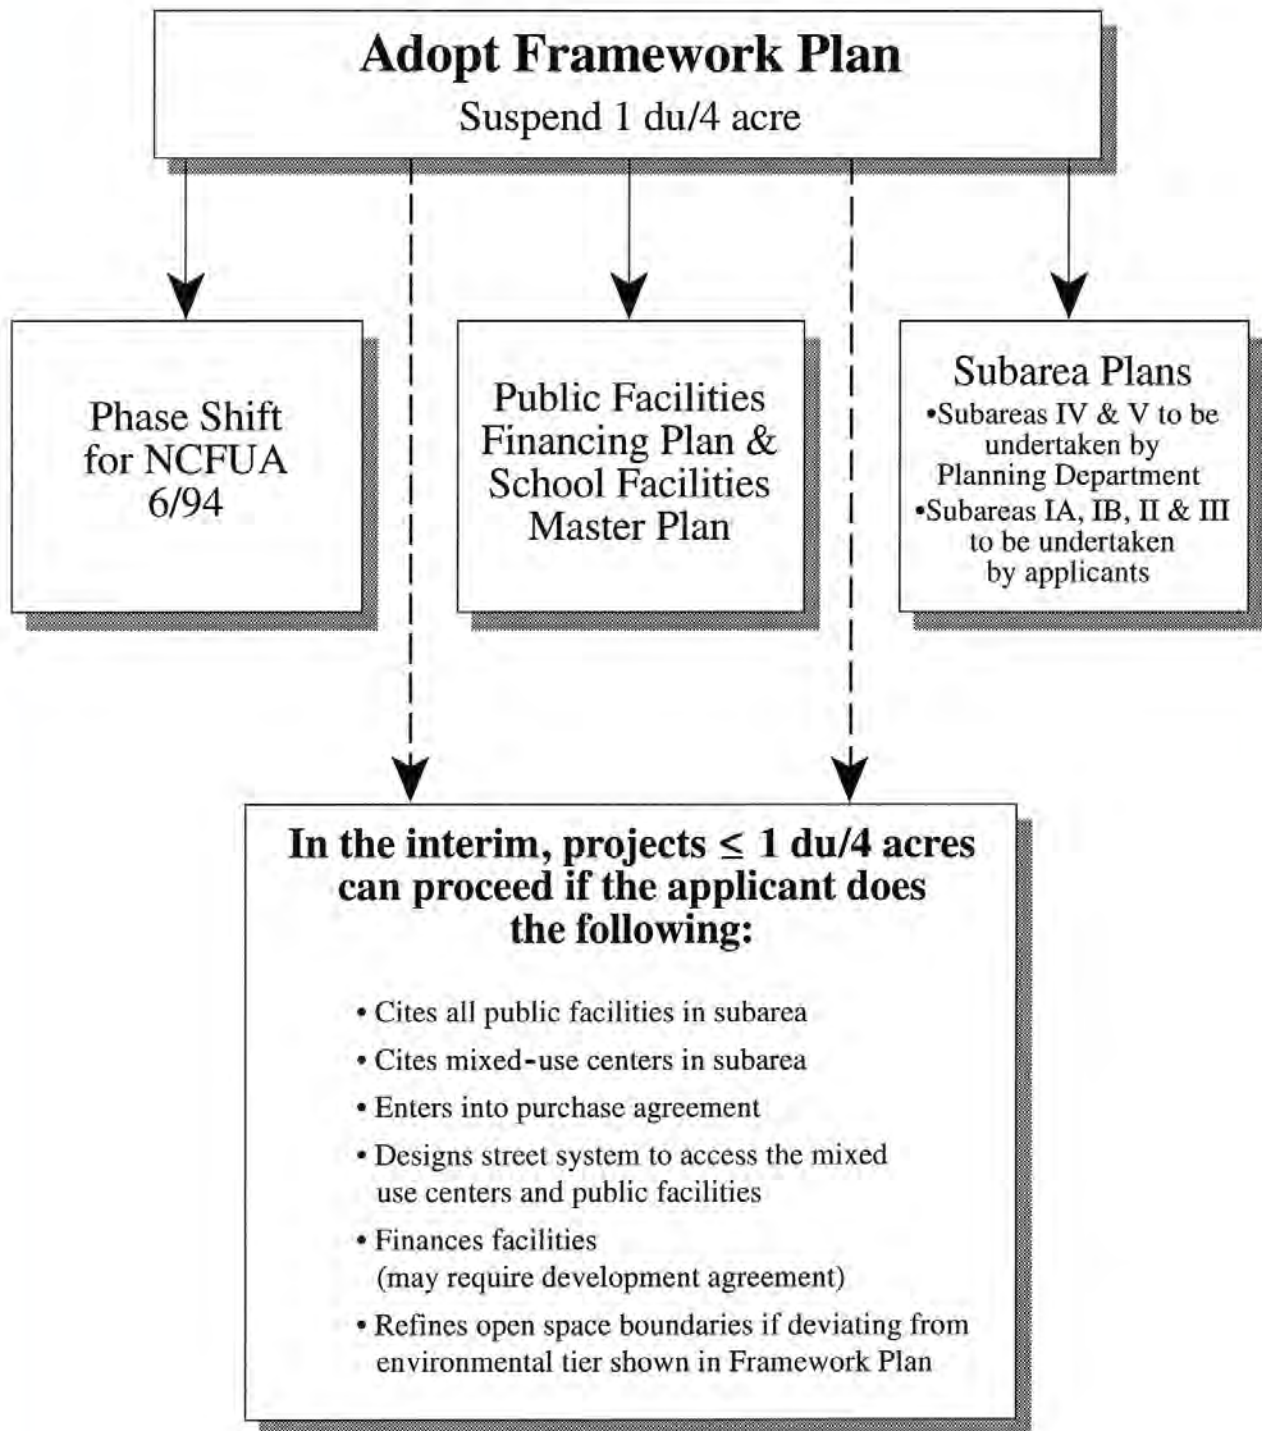 Adopt Framework Plan
Suspend 1 du/4 acre
Phase Shift
for NCFUA
6/94
Public Facilities
Financing Plan &
School Facilities
Master Plan
Subarea Plans
•Subareas IV & V to be
undertaken by
Planning Department
•Subareas IA, IB, II & III
to be undertaken
by applicants
In the interim, projects ≤ 1 du/4 acres
can proceed if the applicant does
the following:
• Cites all public facilities in subarea
• Cites mixed-use centers in subarea
• Enters into purchase agreement
• Designs street system to access the mixed
use centers and public facilities
• Finances facilities
(may require development agreement)
• Refines open space boundaries if deviating from
environmental tier shown in Framework Plan